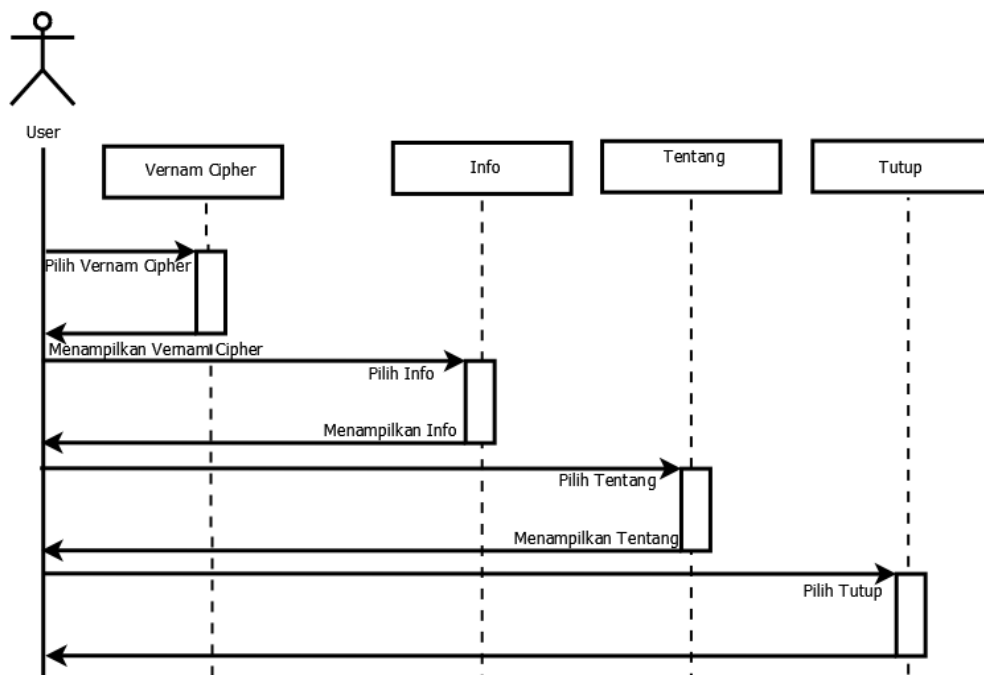 User
Vernam Cipher
Info
Tentang
Tutup
Pilih Vernam Cipher
Menampilkan Vernam Cipher
Pilih Info
Menampilkan Info
Pilih Tentang
Menampilkan Tentang
Pilih Tutup